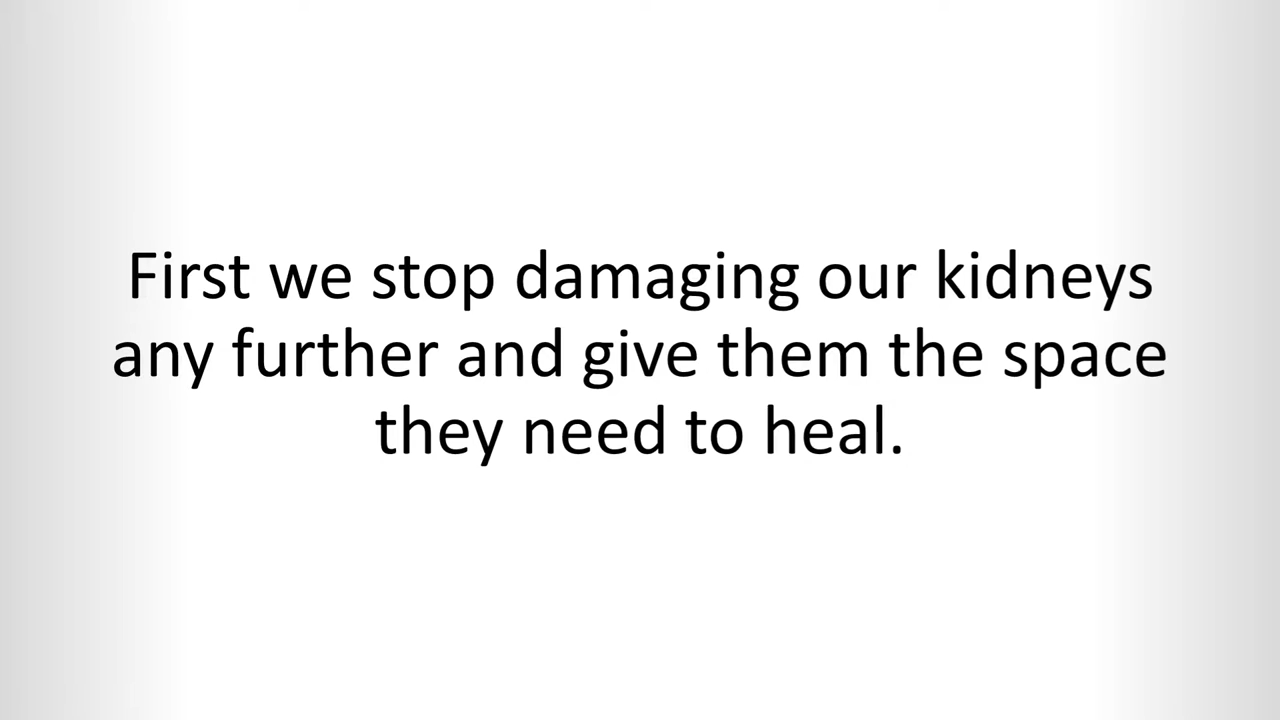 First we stop damaging our kidneys
any further and give them the space
they need to heal.